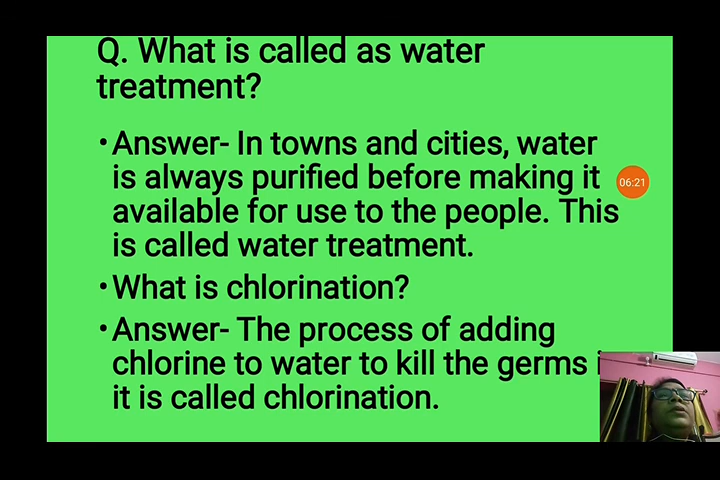 Q. What is called as water
treatment?
• Answer- In towns and cities, water
is always purified before making it
available for use to the people. This
is called water treatment.
• What is chlorination?
• Answer- The process of adding
chlorine to water to kill the germs
it is called chlorination.
06:21